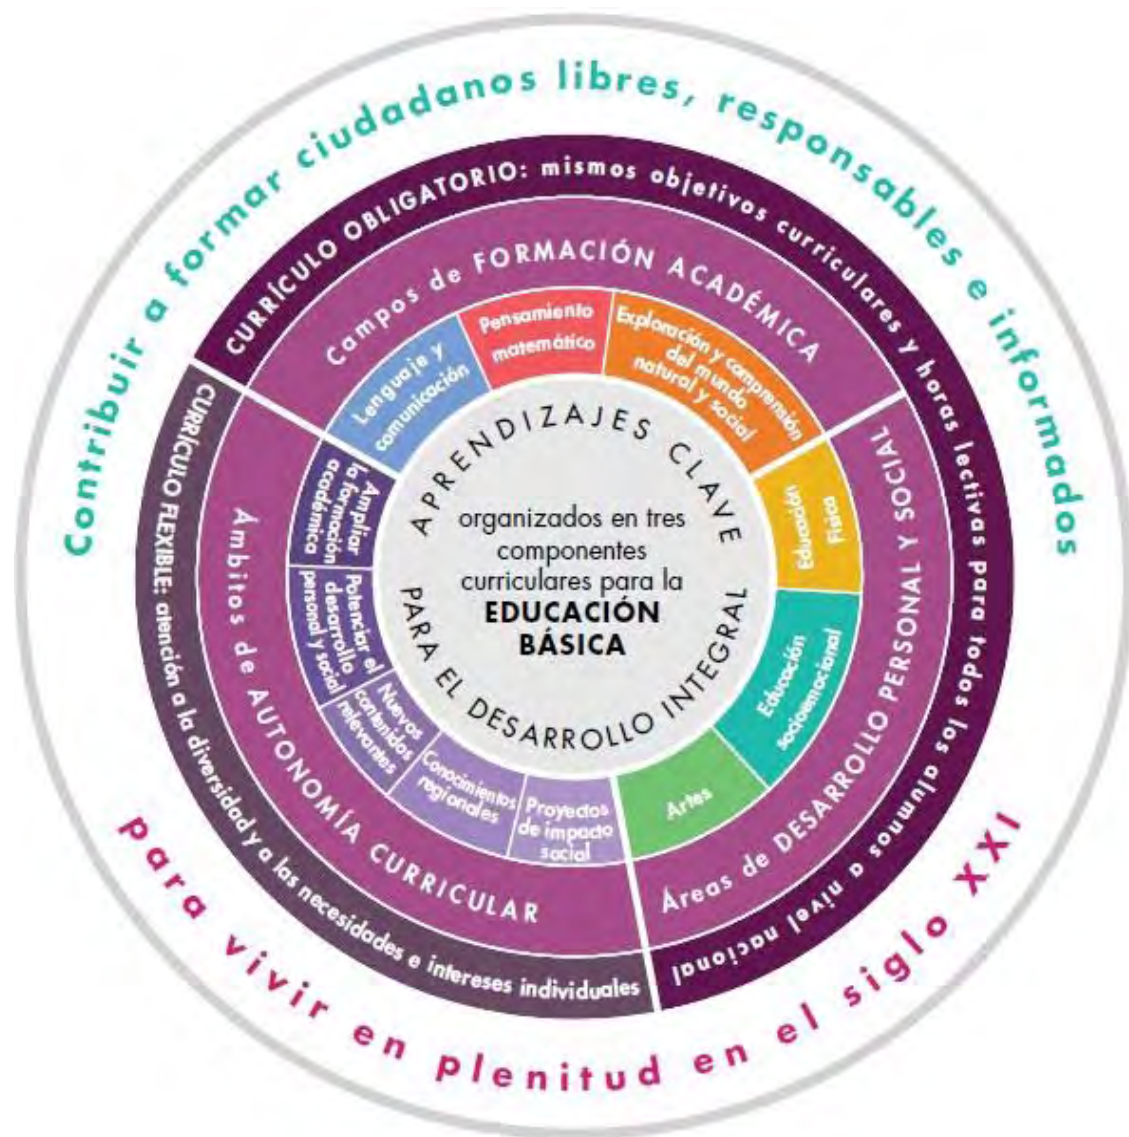 Contribuir a formar ciudadanos libres, responsables e informados
para vivir en plenitud en el siglo XXI
CURRÍCULO OBLIGATORIO: mismos objetivos curriculares y horas lectivas para todos los alumnos a nivel nacional
CURRÍCULO FLEXIBLE: atención a la diversidad y a las necesidades e intereses individuales
Campos de FORMACIÓN ACADÉMICA
Lenguaje y
comunicación
Pensamiento
matemático
Exploración y comprensión
del mundo
natural y social
Áreas de DESARROLLO PERSONAL Y SOCIAL
Educación
Física
Educación
socioemocional
Artes
Ámbitos de AUTONOMÍA CURRICULAR
Ampliar
la formación
académica
Potenciar el
desarrollo
personal y social
Nuevos
contenidos
relevantes
Conocimientos
regionales
Proyectos
de impacto
social
APRENDIZAJES CLAVE
organizados en tres
componentes
curriculares para la
EDUCACIÓN
BÁSICA
PARA EL DESARROLLO INTEGRAL